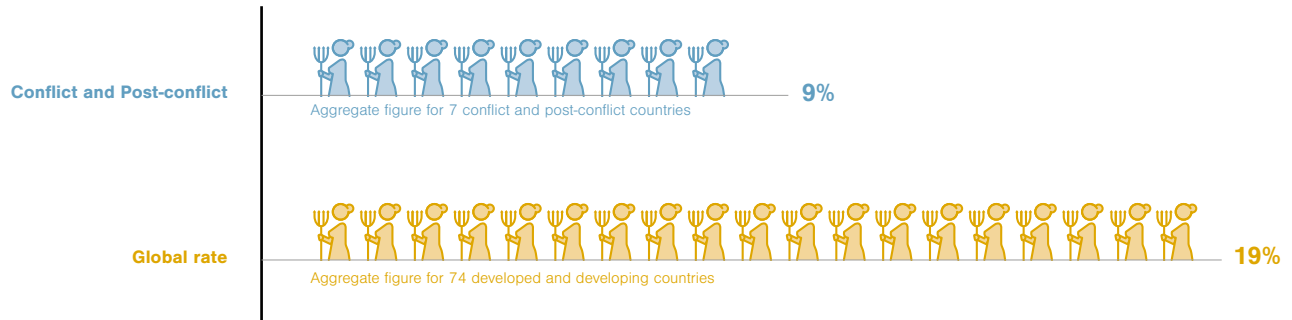 Conflict and Post-conflict
9%
Aggregate figure for 7 conflict and post-conflict countries
Global rate
19%
Aggregate figure for 74 developed and developing countries